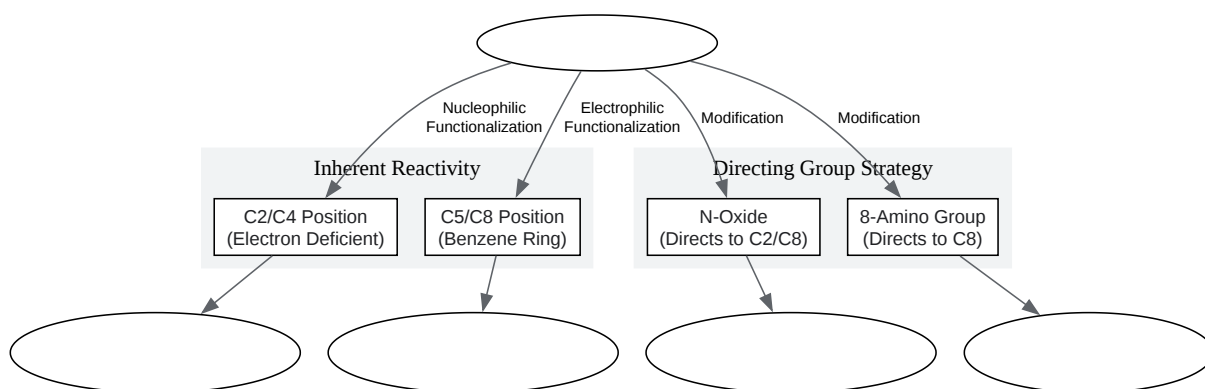 Nucleophilic
Functionalization
Electrophilic
Functionalization
Modification
Modification
Inherent Reactivity
Directing Group Strategy
C2/C4 Position
(Electron Deficient)
C5/C8 Position
(Benzene Ring)
N-Oxide
(Directs to C2/C8)
8-Amino Group
(Directs to C8)